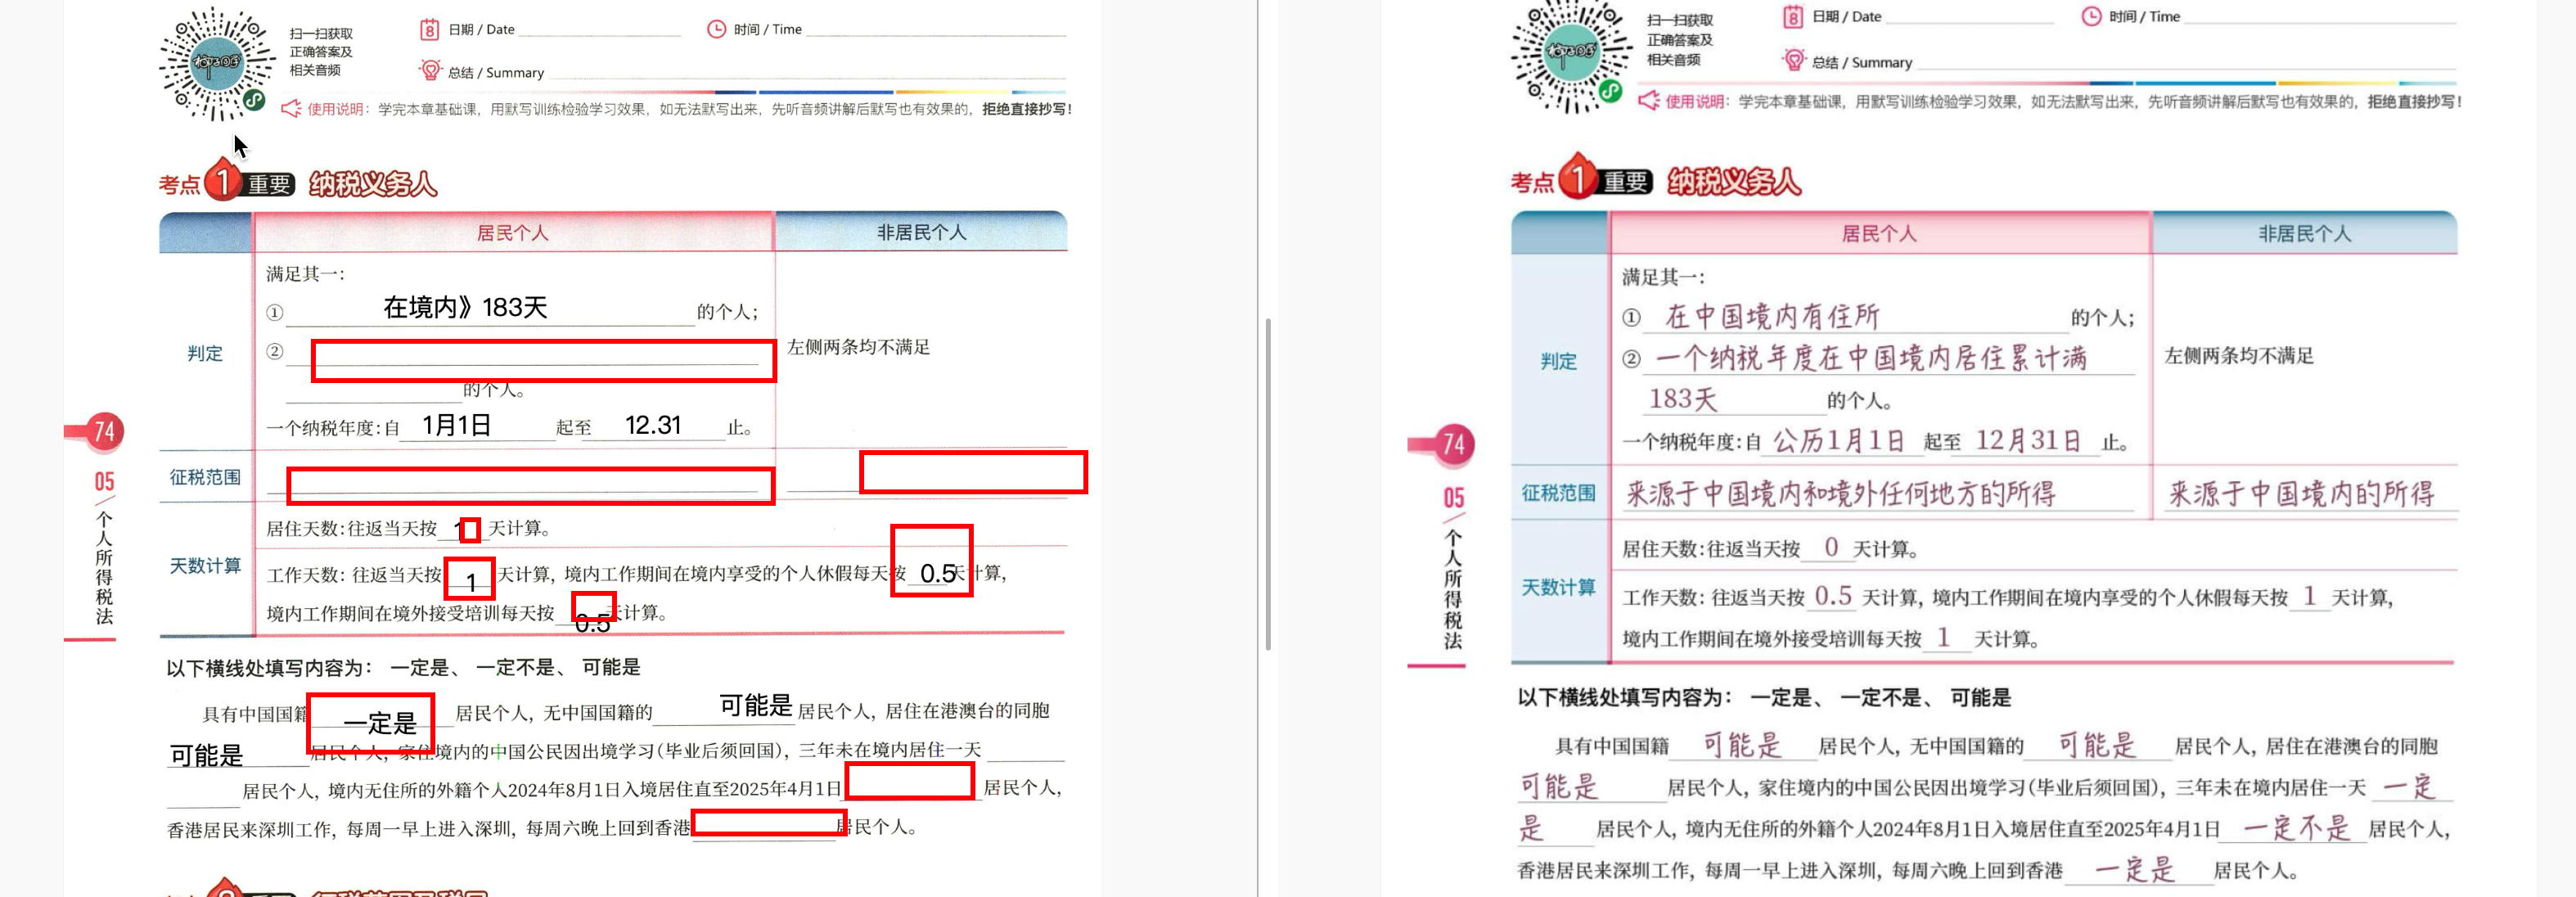 扫一扫获取
正确答案及
相关音频
8 日期 / Date
时间 / Time
总结 / Summary
使用说明：学完本章基础课，用默写训练检验学习效果，如无法默写出来，先听音频讲解后默写也有效果的，拒绝直接抄写！
考点 1 重要 纳税义务人
居民个人 非居民个人
满足其一：
① 在境内》183天 的个人；
判定
②
左侧两条均不满足
的个人。
一个纳税年度：自 1月1日 起至 12.31 止。
74
征税范围
05
个人所得税法
居住天数：往返当天按 1 天计算。
天数计算
工作天数：往返当天按 1 天计算，境内工作期间在境内享受的个人休假每天按 0.5 天计算，
境内工作期间在境外接受培训每天按 0.5 天计算。
以下横线处填写内容为： 一定是、 一定不是、 可能是
具有中国国籍 一定是 居民个人，无中国国籍的 可能是 居民个人，居住在港澳台的同胞
可能是 居民个人，家住境内的中国公民因出境学习（毕业后须回国），三年未在境内居住一天
居民个人，境内无住所的外籍个人2024年8月1日入境居住直至2025年4月1日 居民个人，
香港居民来深圳工作，每周一早上进入深圳，每周六晚上回到香港 居民个人。
扫一扫获取
正确答案及
相关音频
8 日期 / Date
时间 / Time
总结 / Summary
使用说明：学完本章基础课，用默写训练检验学习效果，如无法默写出来，先听音频讲解后默写也有效果的，拒绝直接抄写！
考点 1 重要 纳税义务人
居民个人 非居民个人
满足其一：
① 在中国境内有住所 的个人；
判定
② 一个纳税年度在中国境内居住累计满
左侧两条均不满足
183天 的个人。
一个纳税年度：自 公历1月1日 起至 12月31日 止。
74
征税范围 来源于中国境内和境外任何地方的所得 来源于中国境内的所得
05
个人所得税法
居住天数：往返当天按 0 天计算。
天数计算
工作天数：往返当天按 0.5 天计算，境内工作期间在境内享受的个人休假每天按 1 天计算，
境内工作期间在境外接受培训每天按 1 天计算。
以下横线处填写内容为： 一定是、 一定不是、 可能是
具有中国国籍 可能是 居民个人，无中国国籍的 可能是 居民个人，居住在港澳台的同胞
可能是 居民个人，家住境内的中国公民因出境学习（毕业后须回国），三年未在境内居住一天 一定
是 居民个人，境内无住所的外籍个人2024年8月1日入境居住直至2025年4月1日 一定不是 居民个人，
香港居民来深圳工作，每周一早上进入深圳，每周六晚上回到香港 一定是 居民个人。